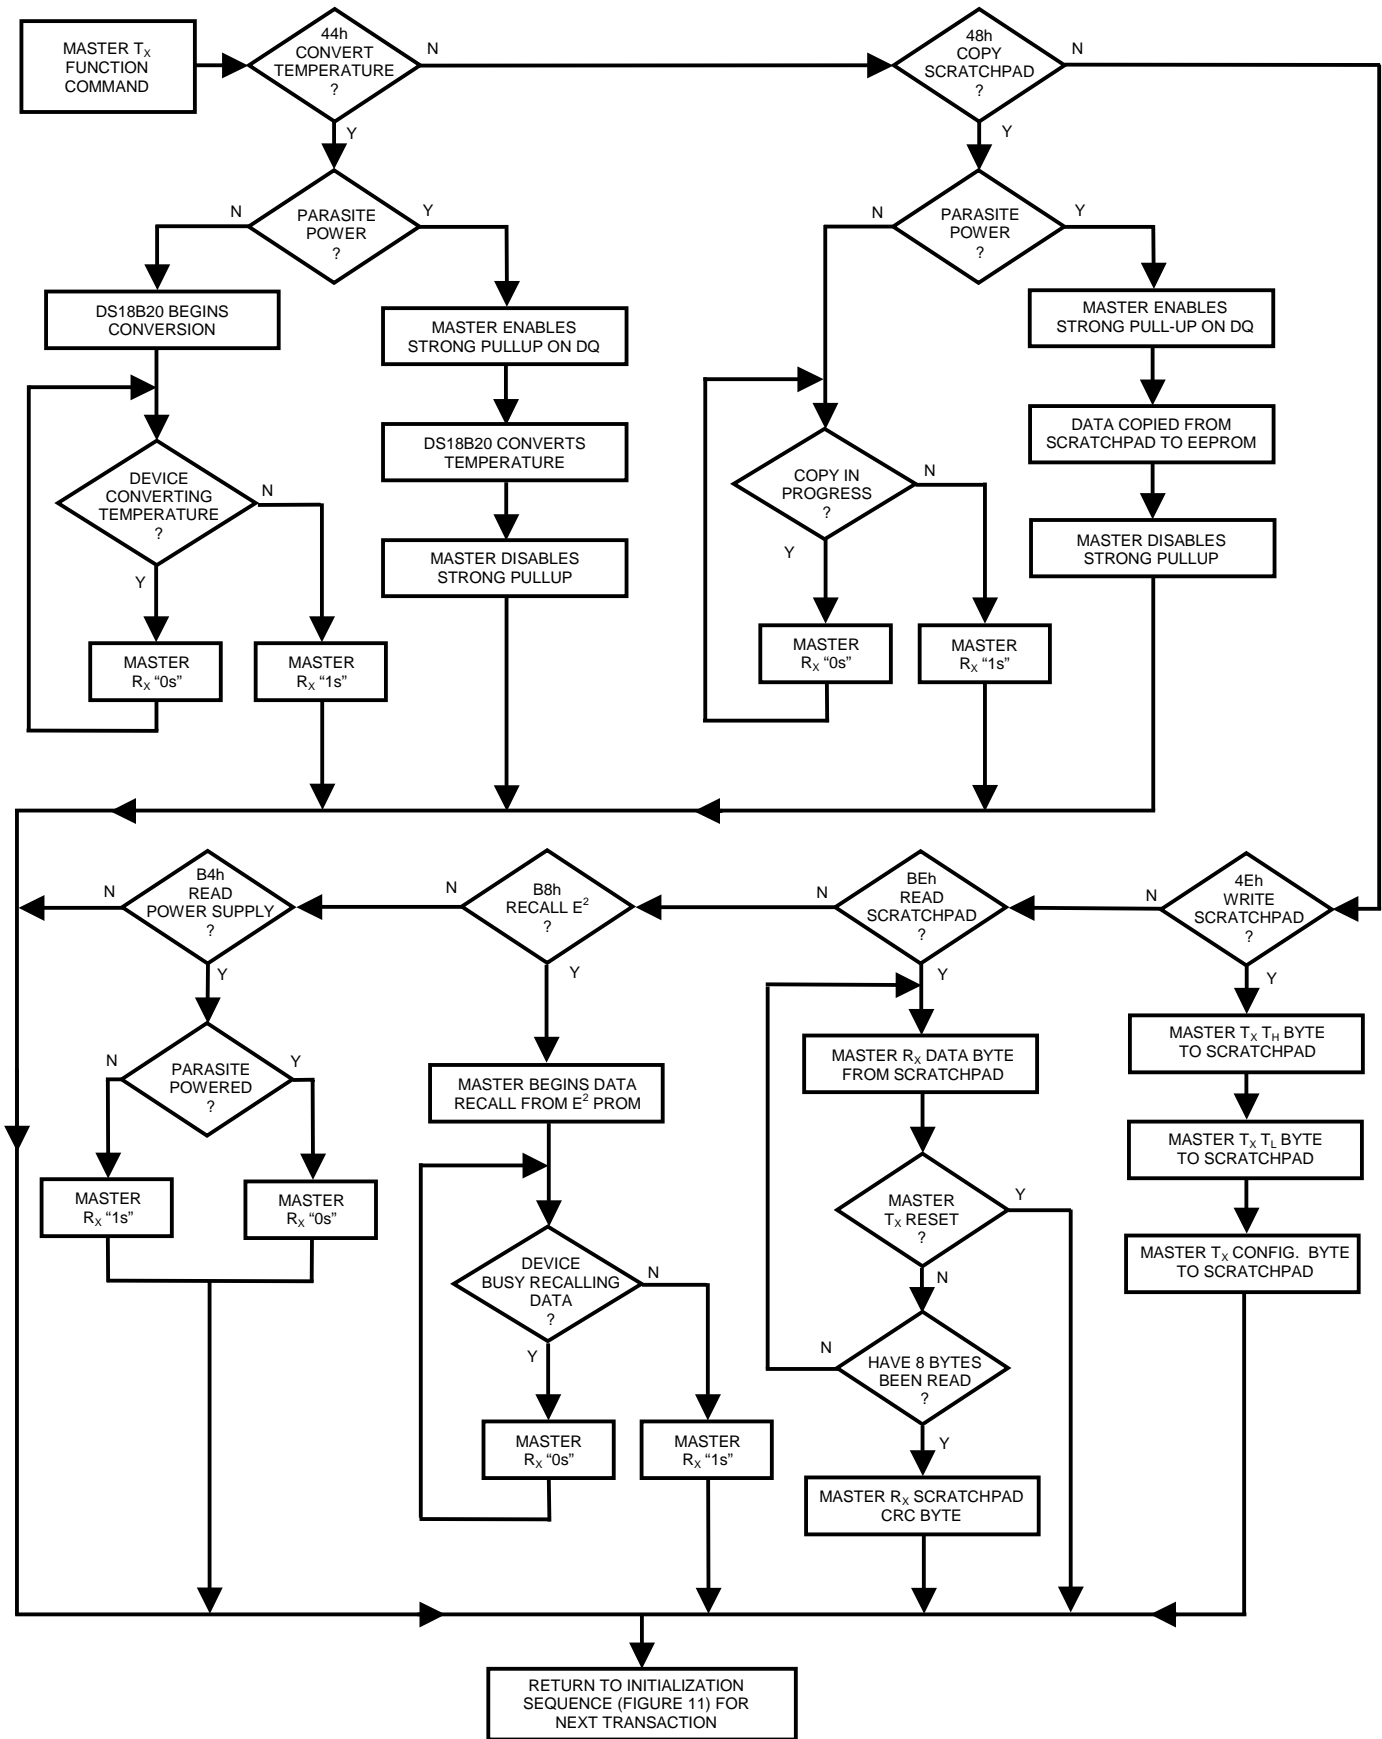 MASTER TX
FUNCTION
COMMAND
44h
CONVERT
TEMPERATURE
?
N
Y
48h
COPY
SCRATCHPAD
?
N
Y
PARASITE
POWER
?
N
Y
PARASITE
POWER
?
N
Y
DS18B20 BEGINS
CONVERSION
MASTER ENABLES
STRONG PULLUP ON DQ
MASTER ENABLES
STRONG PULL-UP ON DQ
DEVICE
CONVERTING
TEMPERATURE
?
N
Y
DS18B20 CONVERTS
TEMPERATURE
COPY IN
PROGRESS
?
N
Y
DATA COPIED FROM
SCRATCHPAD TO EEPROM
MASTER DISABLES
STRONG PULLUP
MASTER DISABLES
STRONG PULLUP
MASTER
RX “0s”
MASTER
RX “1s”
MASTER
RX “0s”
MASTER
RX “1s”
B4h
READ
POWER SUPPLY
?
N
Y
B8h
RECALL E2
?
N
Y
BEh
READ
SCRATCHPAD
?
N
Y
4Eh
WRITE
SCRATCHPAD
?
N
Y
PARASITE
POWERED
?
N
Y
MASTER BEGINS DATA
RECALL FROM E2 PROM
MASTER RX DATA BYTE
FROM SCRATCHPAD
MASTER TX TH BYTE
TO SCRATCHPAD
MASTER TX TL BYTE
TO SCRATCHPAD
MASTER
RX “1s”
MASTER
RX “0s”
MASTER
TX RESET
?
Y
N
MASTER TX CONFIG. BYTE
TO SCRATCHPAD
DEVICE
BUSY RECALLING
DATA
?
N
Y
HAVE 8 BYTES
BEEN READ
?
N
Y
MASTER
RX “0s”
MASTER
RX “1s”
MASTER RX SCRATCHPAD
CRC BYTE
RETURN TO INITIALIZATION
SEQUENCE (FIGURE 11) FOR
NEXT TRANSACTION